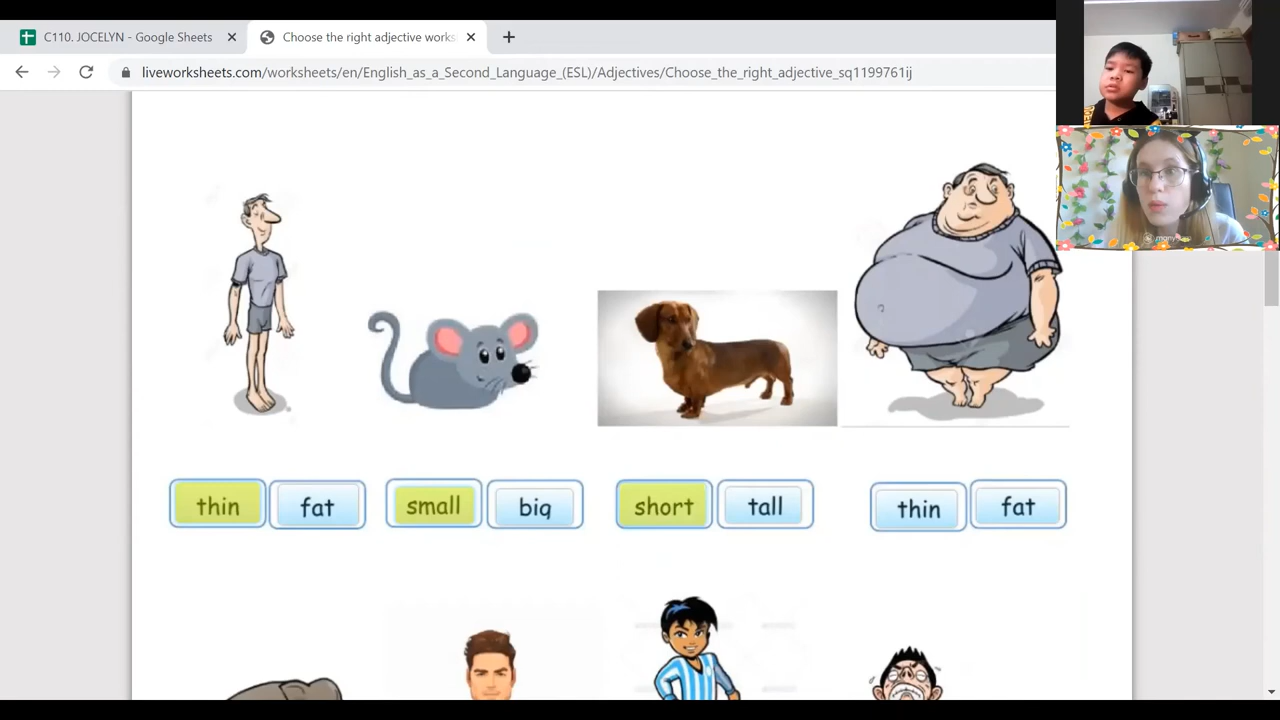 C110. JOCELYN - Google Sheets
Choose the right adjective works
liveworksheets.com/worksheets/en/English_as_a_Second_Language_(ESL)/Adjectives/Choose_the_right_adjective_sq1199761ij
thin fat small big short tall thin fat